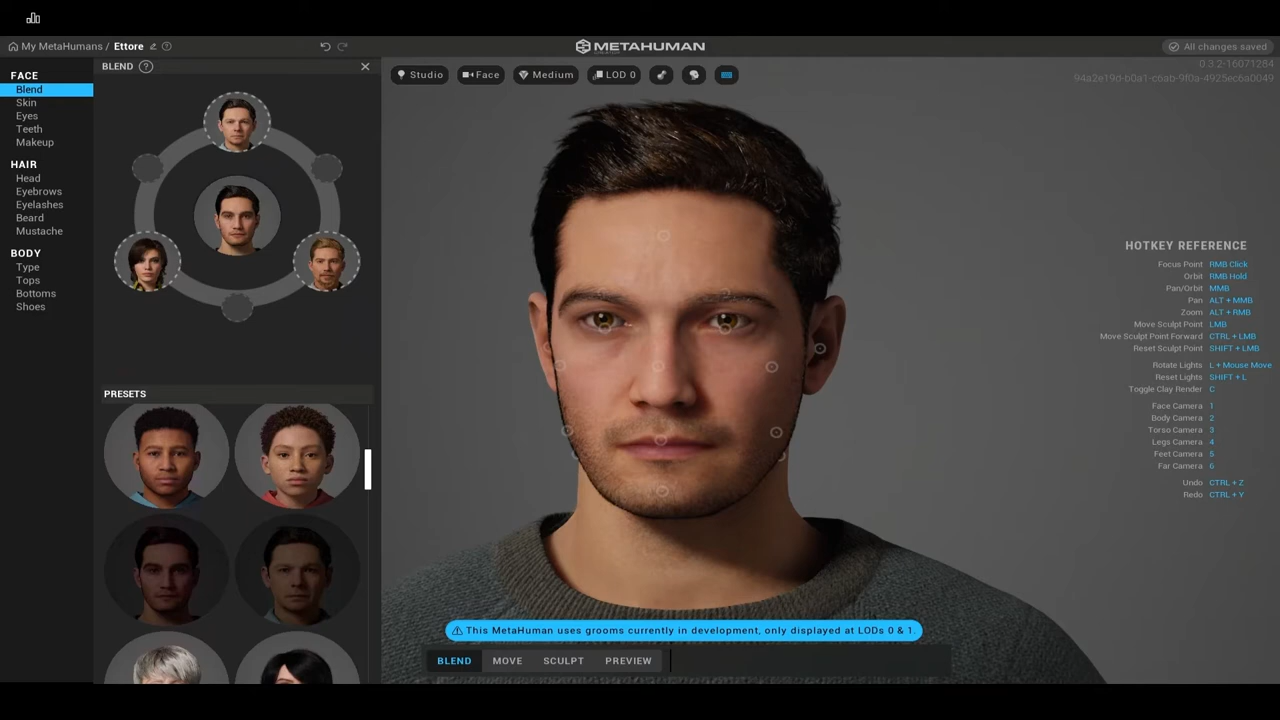 My MetaHumans / Ettore
METAHUMAN
All changes saved
0.3.2-16071284
94a2e19d-b0a1-c6ab-9f0a-4925ec6a0049
FACE
Blend
Skin
Eyes
Teeth
Makeup
HAIR
Head
Eyebrows
Eyelashes
Beard
Mustache
BODY
Type
Tops
Bottoms
Shoes
BLEND
PRESETS
Studio
Face
Medium
LOD 0
HOTKEY REFERENCE
Focus Point RMB Click
Orbit RMB Hold
Pan/Orbit MMB
Pan ALT + MMB
Zoom ALT + RMB
Move Sculpt Point LMB
Move Sculpt Point Forward CTRL + LMB
Reset Sculpt Point SHIFT + LMB
Rotate Lights L + Mouse Move
Reset Lights SHIFT + L
Toggle Clay Render C
Face Camera 1
Body Camera 2
Torso Camera 3
Legs Camera 4
Feet Camera 5
Far Camera 6
Undo CTRL + Z
Redo CTRL + Y
This MetaHuman uses grooms currently in development, only displayed at LODs 0 & 1.
BLEND MOVE SCULPT PREVIEW